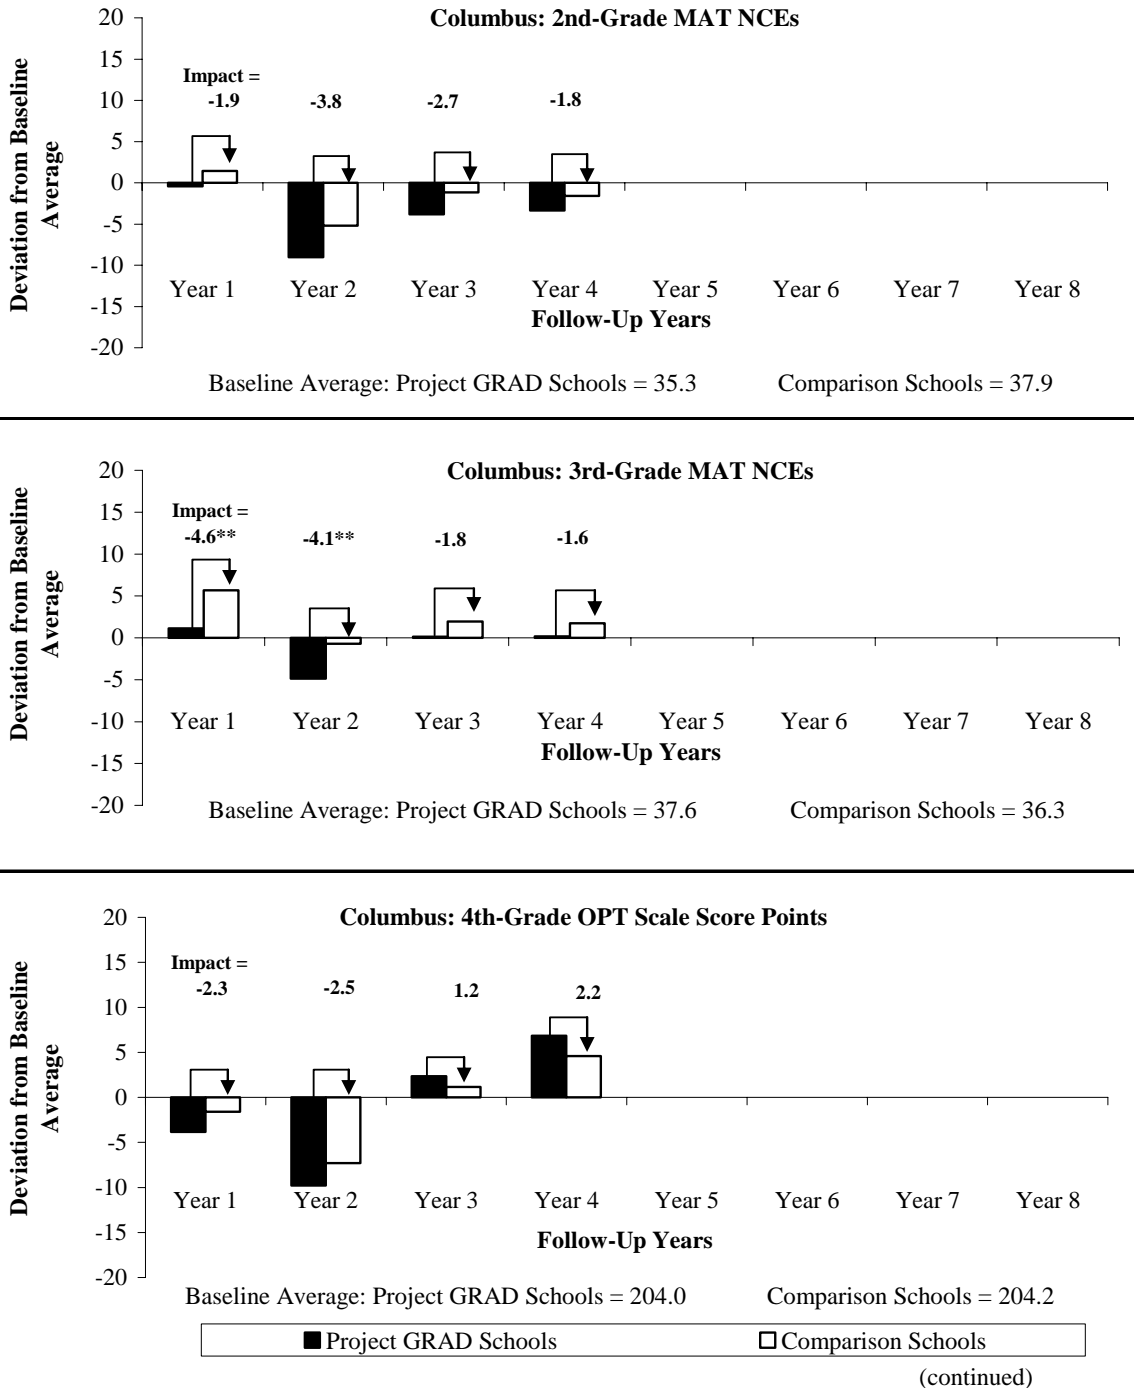 Columbus: 2nd-Grade MAT NCEs
Deviation from Baseline
Average
20
15
10
5
0
-5
-10
-15
-20
Impact =
-1.9 -3.8 -2.7 -1.8
Year 1 Year 2 Year 3 Year 4 Year 5 Year 6 Year 7 Year 8
Follow-Up Years
Baseline Average: Project GRAD Schools = 35.3 Comparison Schools = 37.9
Columbus: 3rd-Grade MAT NCEs
Deviation from Baseline
Average
20
15
10
5
0
-5
-10
-15
-20
Impact =
-4.6** -4.1** -1.8 -1.6
Year 1 Year 2 Year 3 Year 4 Year 5 Year 6 Year 7 Year 8
Follow-Up Years
Baseline Average: Project GRAD Schools = 37.6 Comparison Schools = 36.3
Columbus: 4th-Grade OPT Scale Score Points
Deviation from Baseline
Average
20
15
10
5
0
-5
-10
-15
-20
Impact =
-2.3 -2.5 1.2 2.2
Year 1 Year 2 Year 3 Year 4 Year 5 Year 6 Year 7 Year 8
Follow-Up Years
Baseline Average: Project GRAD Schools = 204.0 Comparison Schools = 204.2
Project GRAD Schools Comparison Schools
(continued)